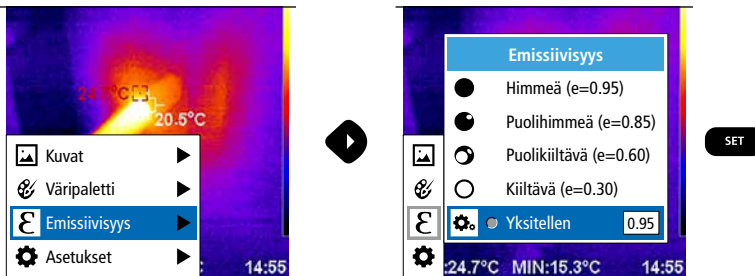 24.7°C
20.5°C
Kuvat
Väripaletti
Emissiivisyys
Asetukset
: 14:55
Emissiivisyys
Himmeä (e=0.95)
Puolihimmeä (e=0.85)
Puolikiiltävä (e=0.60)
Kiiltävä (e=0.30)
Yksitellen 0.95
:24.7°C MIN:15.3°C 14:55
SET